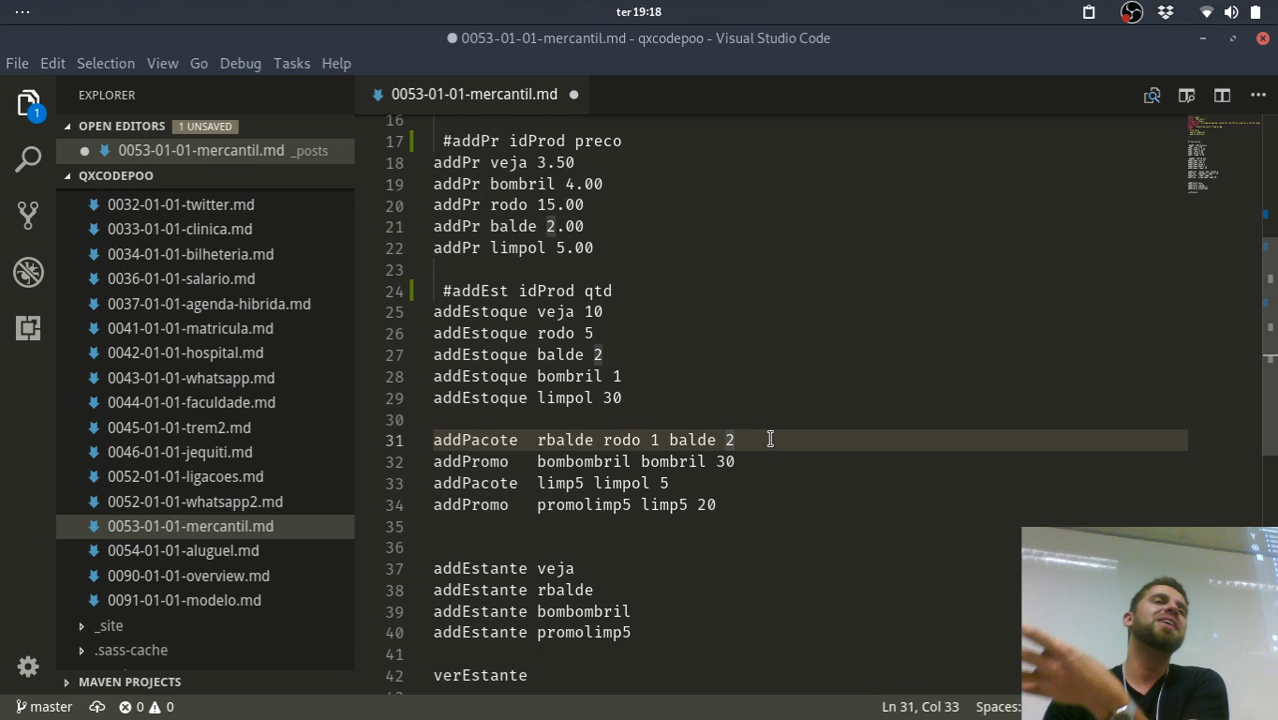 ter 19:18
0053-01-01-mercantil.md - qxcodepoo - Visual Studio Code
File Edit Selection View Go Debug Tasks Help
EXPLORER
0053-01-01-mercantil.md
OPEN EDITORS 1 UNSAVED
0053-01-01-mercantil.md _posts
QXCODEPOO
0032-01-01-twitter.md
0033-01-01-clinica.md
0034-01-01-bilheteria.md
0036-01-01-salario.md
0037-01-01-agenda-hibrida.md
0041-01-01-matricula.md
0042-01-01-hospital.md
0043-01-01-whatsapp.md
0044-01-01-faculdade.md
0045-01-01-trem2.md
0046-01-01-jequiti.md
0052-01-01-ligacoes.md
0052-01-01-whatsapp2.md
0053-01-01-mercantil.md
0054-01-01-aluguel.md
0090-01-01-overview.md
0091-01-01-modelo.md
_site
.sass-cache
MAVEN PROJECTS
1
16
17 #addPr idProd preco
18 addPr veja 3.50
19 addPr bombril 4.00
20 addPr rodo 15.00
21 addPr balde 2.00
22 addPr limpol 5.00
23
24 #addEst idProd qtd
25 addEstoque veja 10
26 addEstoque rodo 5
27 addEstoque balde 2
28 addEstoque bombril 1
29 addEstoque limpol 30
30
31 addPacote rbalde rodo 1 balde 2
32 addPromo bombombril bombril 30
33 addPacote limp5 limpol 5
34 addPromo promolimp5 limp5 20
35
36
37 addEstante veja
38 addEstante rbalde
39 addEstante bombombril
40 addEstante promolimp5
41
42 verEstante
master 0 0 Ln 31, Col 33 Spaces: